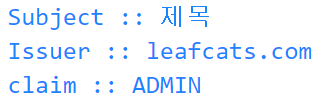 Subject :: 제목
Issuer :: leafcats.com
claim :: ADMIN